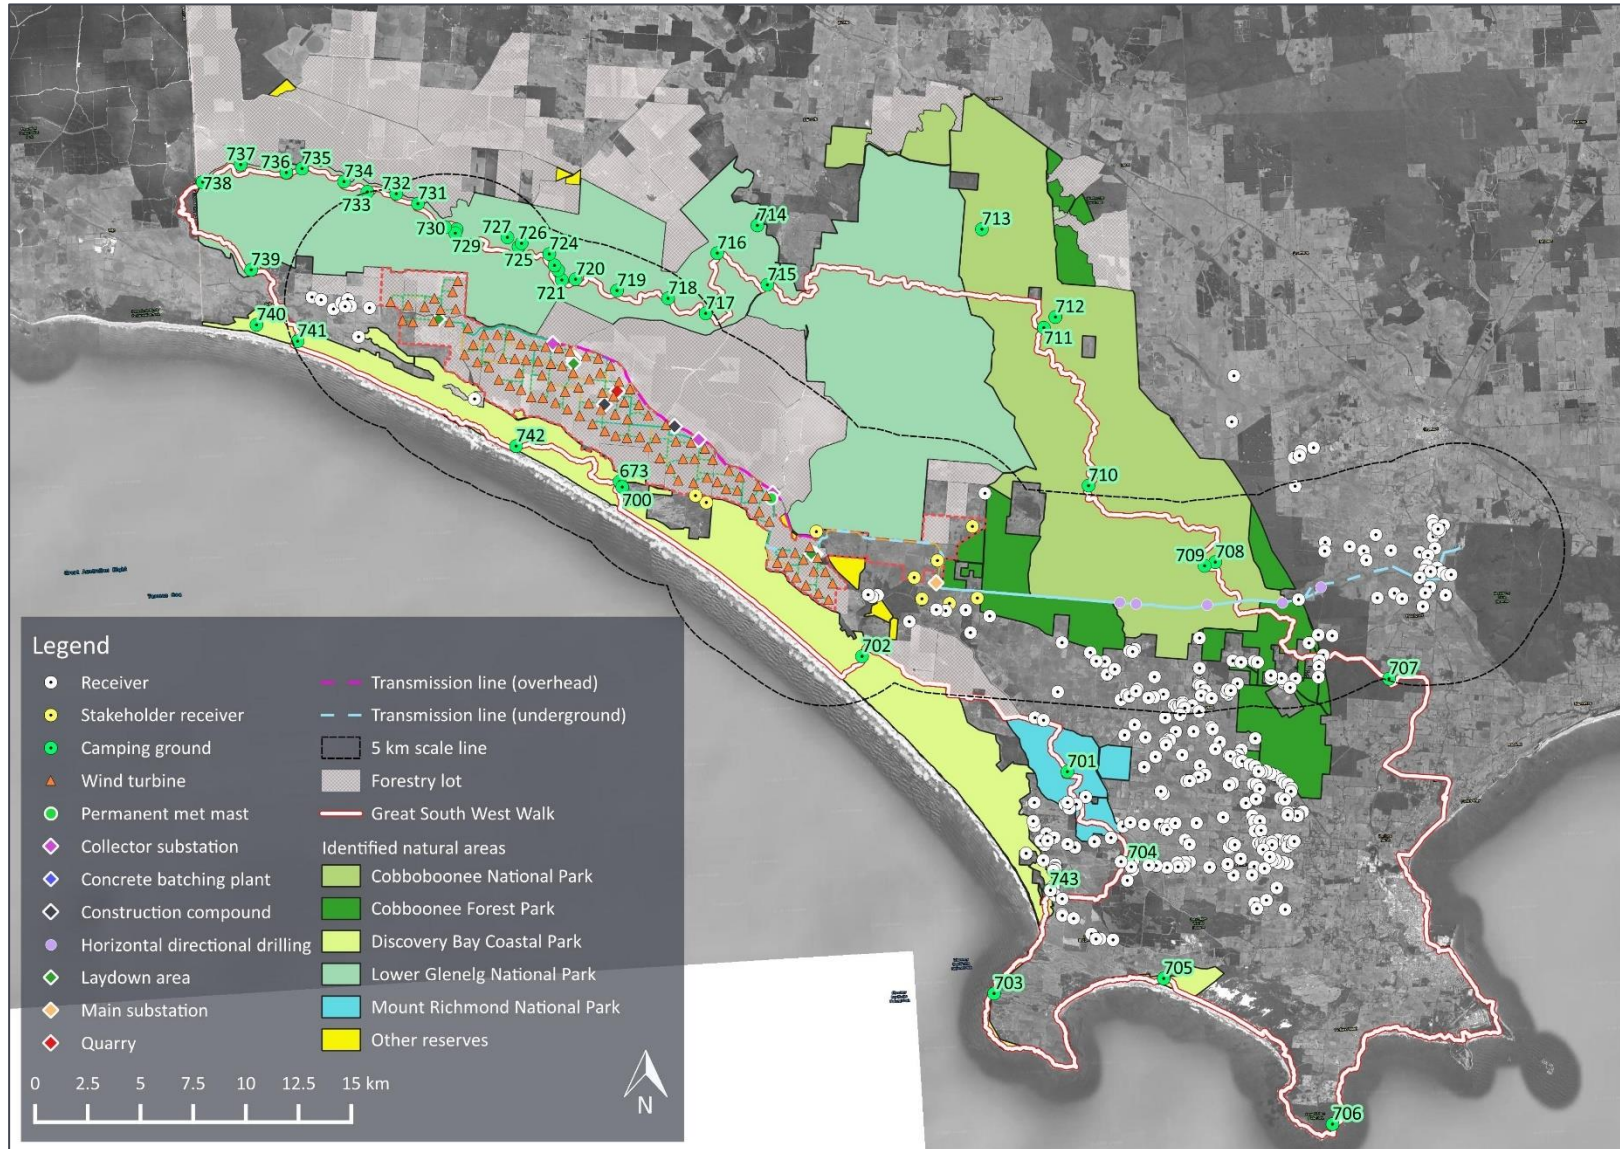 737
736
735
734
738
733
732
731
730
729
727
726
725
724
714
713
716
715
721
720
719
718
717
712
711
739
740
741
742
673
700
710
709
708
702
707
701
704
743
703
705
706
Great Australian Bight
Legend
Receiver
Stakeholder receiver
Camping ground
Wind turbine
Permanent met mast
Collector substation
Concrete batching plant
Construction compound
Horizontal directional drilling
Laydown area
Main substation
Quarry
Transmission line (overhead)
Transmission line (underground)
5 km scale line
Forestry lot
Great South West Walk
Identified natural areas
Cobboboonee National Park
Cobboonee Forest Park
Discovery Bay Coastal Park
Lower Glenelg National Park
Mount Richmond National Park
Other reserves
0 2.5 5 7.5 10 12.5 15 km
N